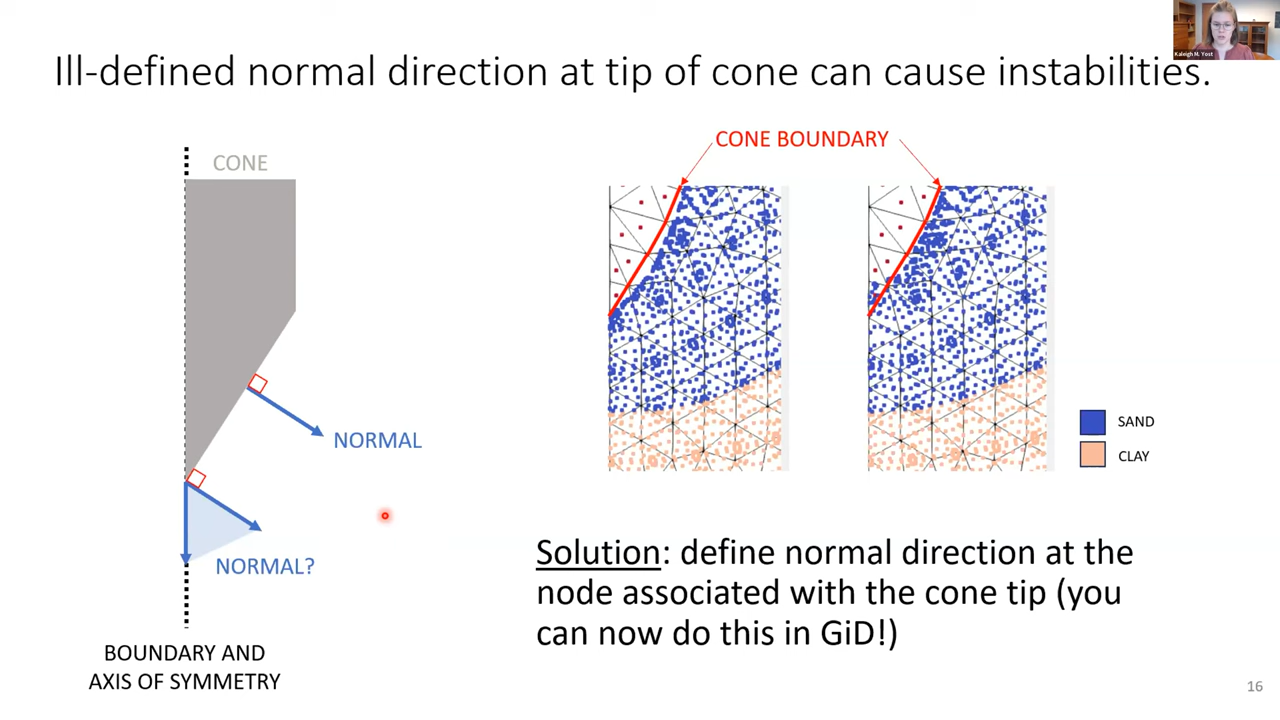 Kaleigh M. Yost
Ill-defined normal direction at tip of cone can cause instabilities.
CONE BOUNDARY
CONE
NORMAL
NORMAL?
BOUNDARY AND
AXIS OF SYMMETRY
SAND
CLAY
Solution: define normal direction at the
node associated with the cone tip (you
can now do this in GiD!)
16